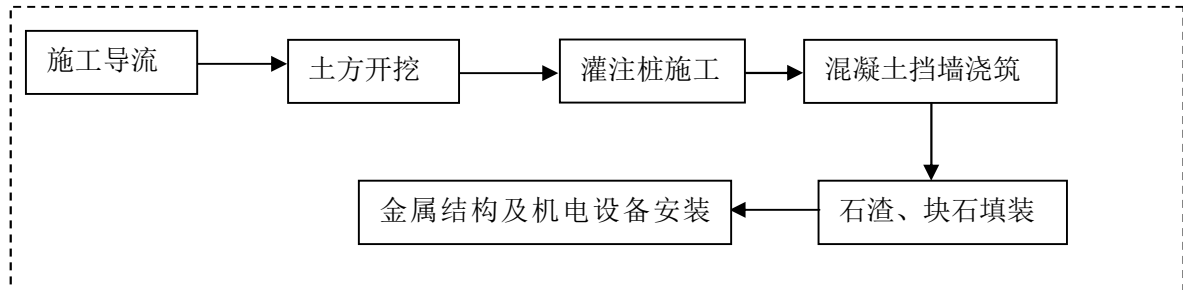 施工导流
土方开挖
灌注桩施工
混凝土挡墙浇筑
石渣、块石填装
金属结构及机电设备安装